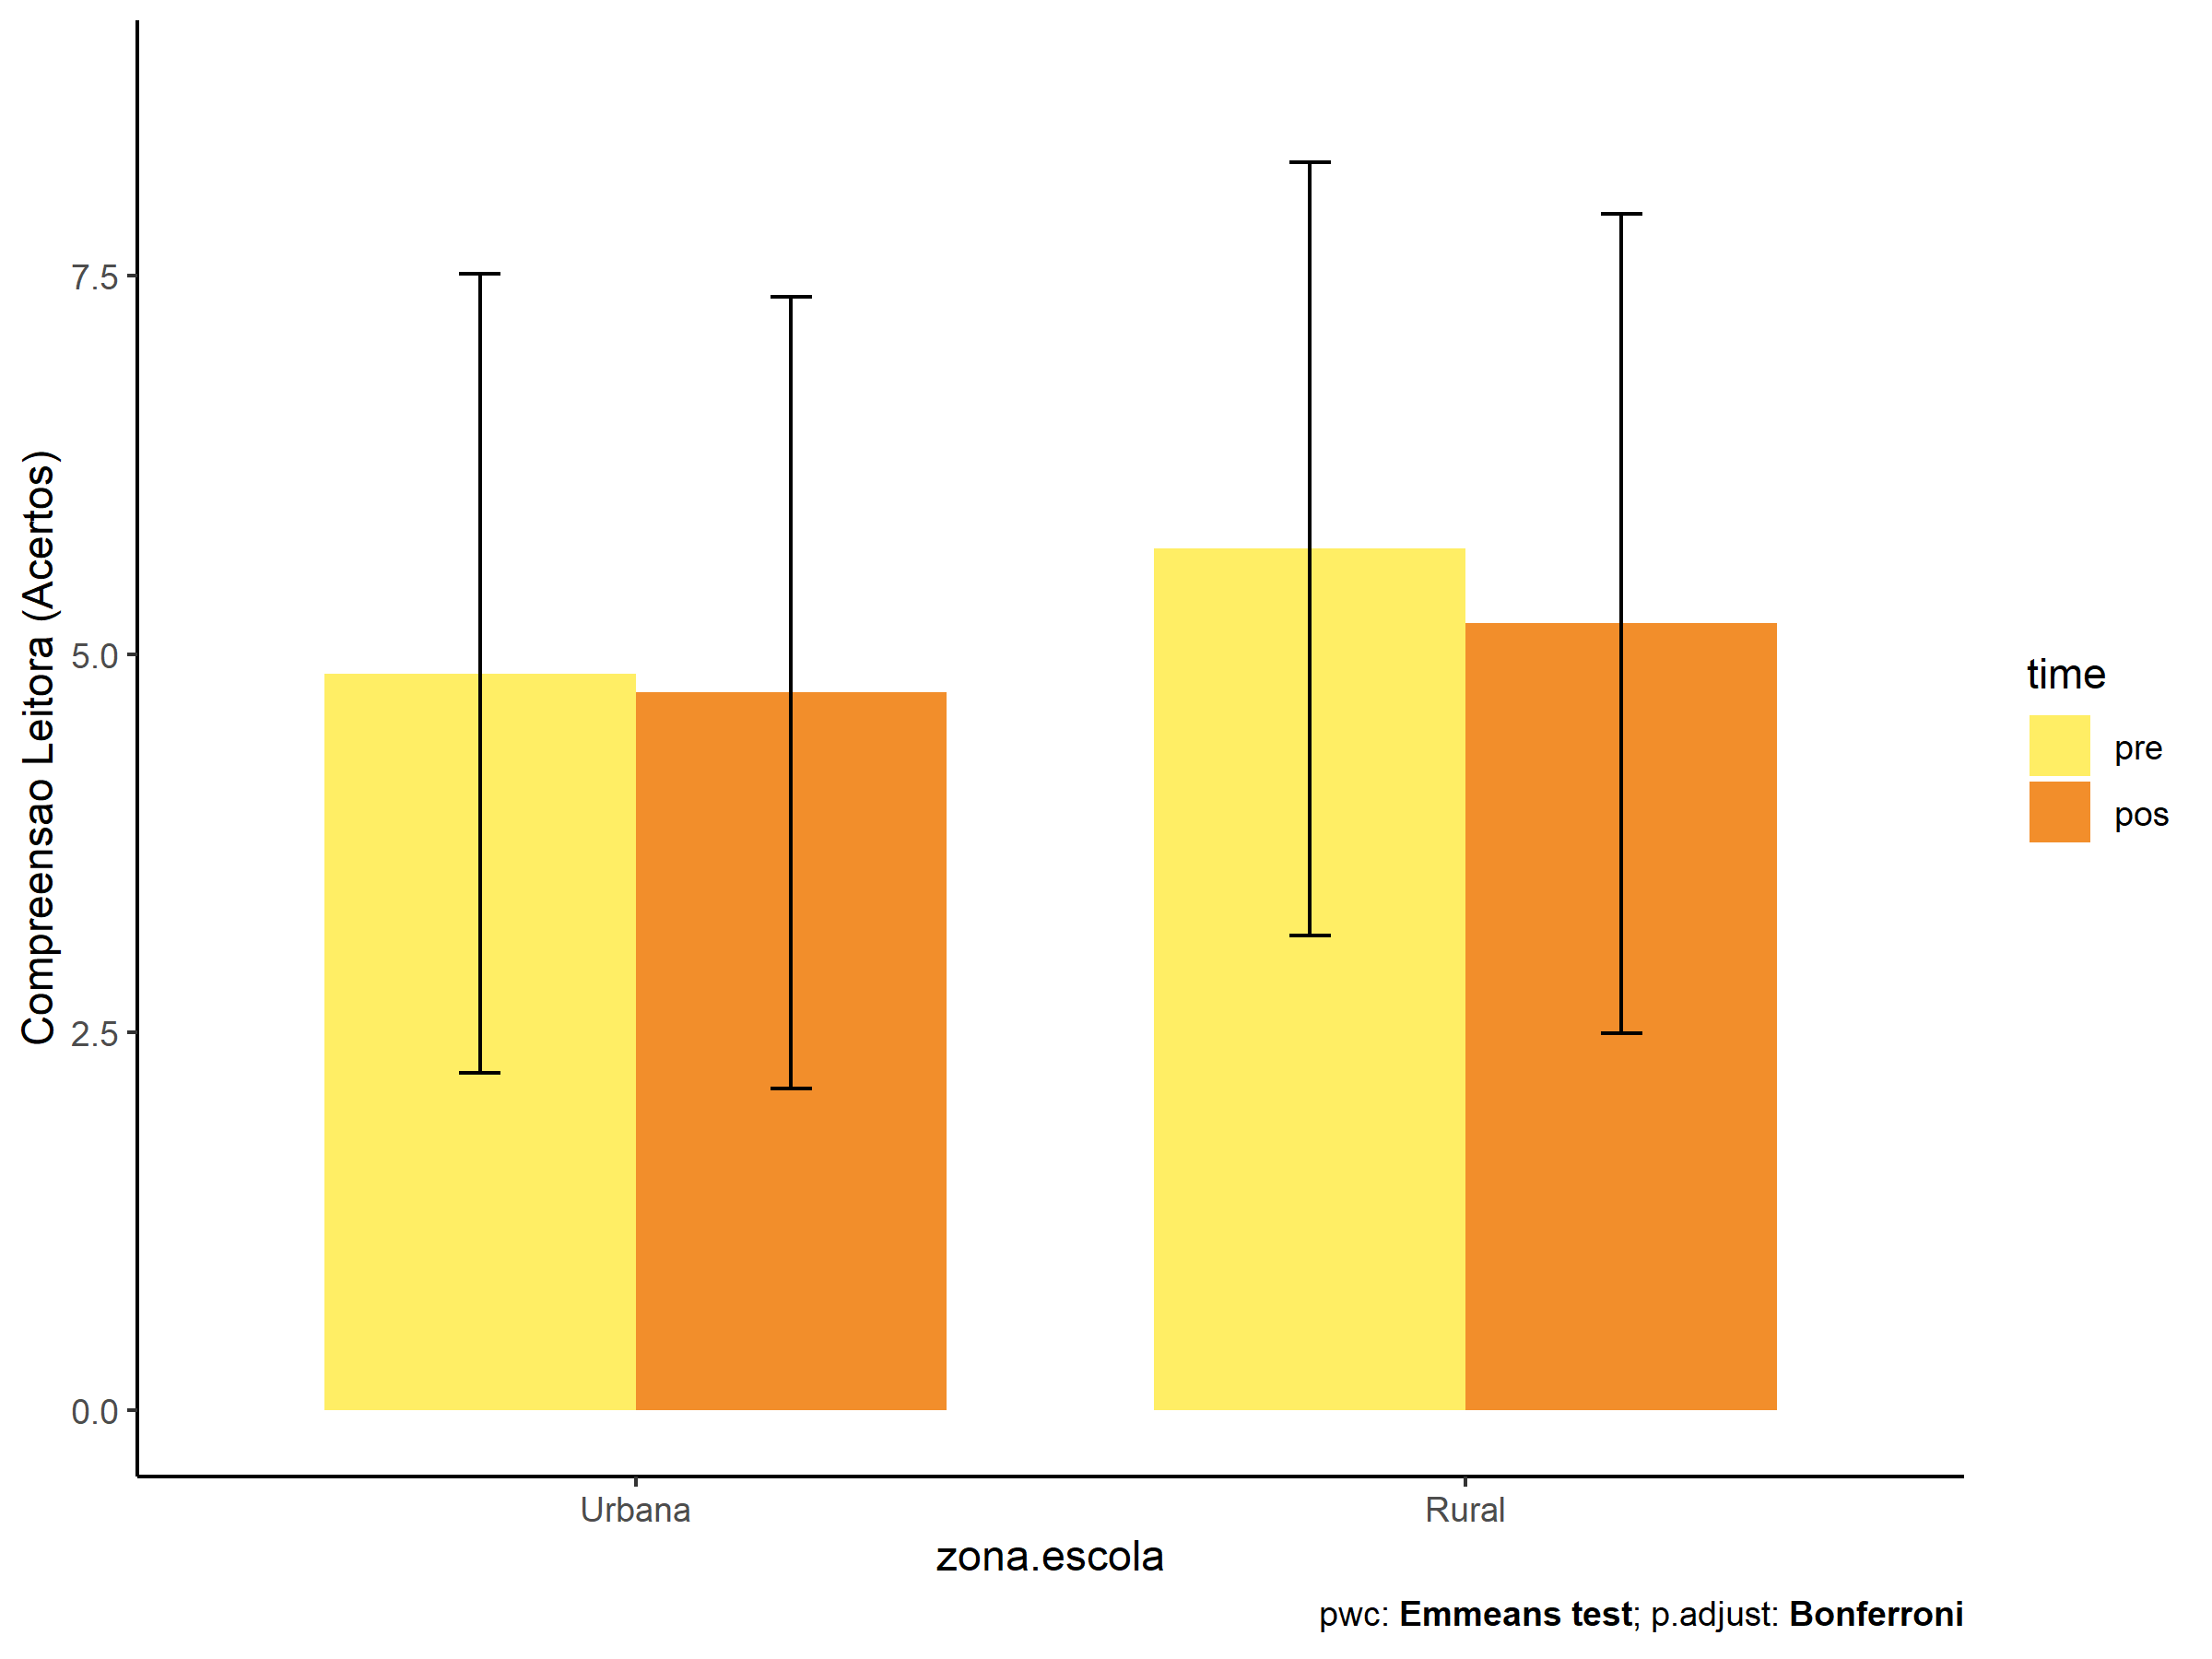 Compreensao Leitora (Acertos)
7.5
5.0
2.5
0.0
Urbana
Rural
zona.escola
time
pre
pos
pwc: Emmeans test; p.adjust: Bonferroni